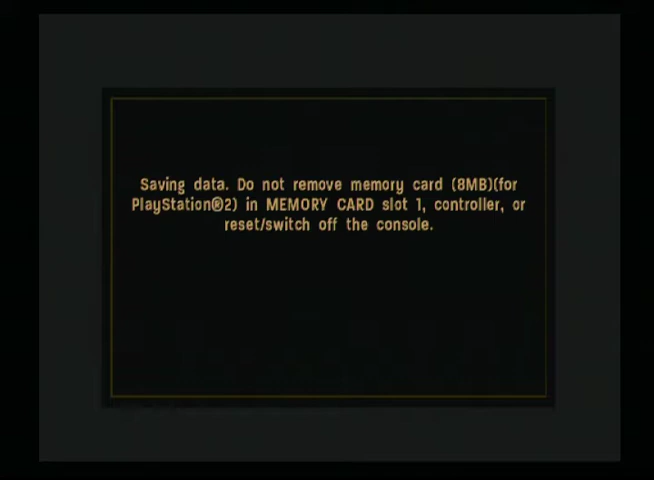 Saving data. Do not remove memory card (8MB)(for
PlayStation®2) in MEMORY CARD slot 1, controller, or
reset/switch off the console.